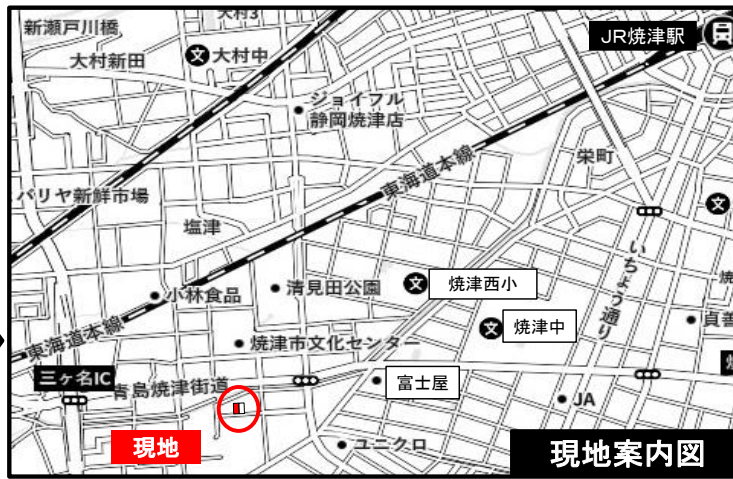 大村3
新瀬戸川橋
大村中
大村新田
JR焼津駅
ジョイフル
静岡焼津店
栄町
東海道本線
バリヤ新鮮市場
文
塩津
いちょう通り
小林食品
清見田公園
文
焼津西小
文
焼津中
東海道本線
焼津市文化センター
三ヶ名IC
青島焼津街道
富士屋
JA
現地
ユニクロ
現地案内図